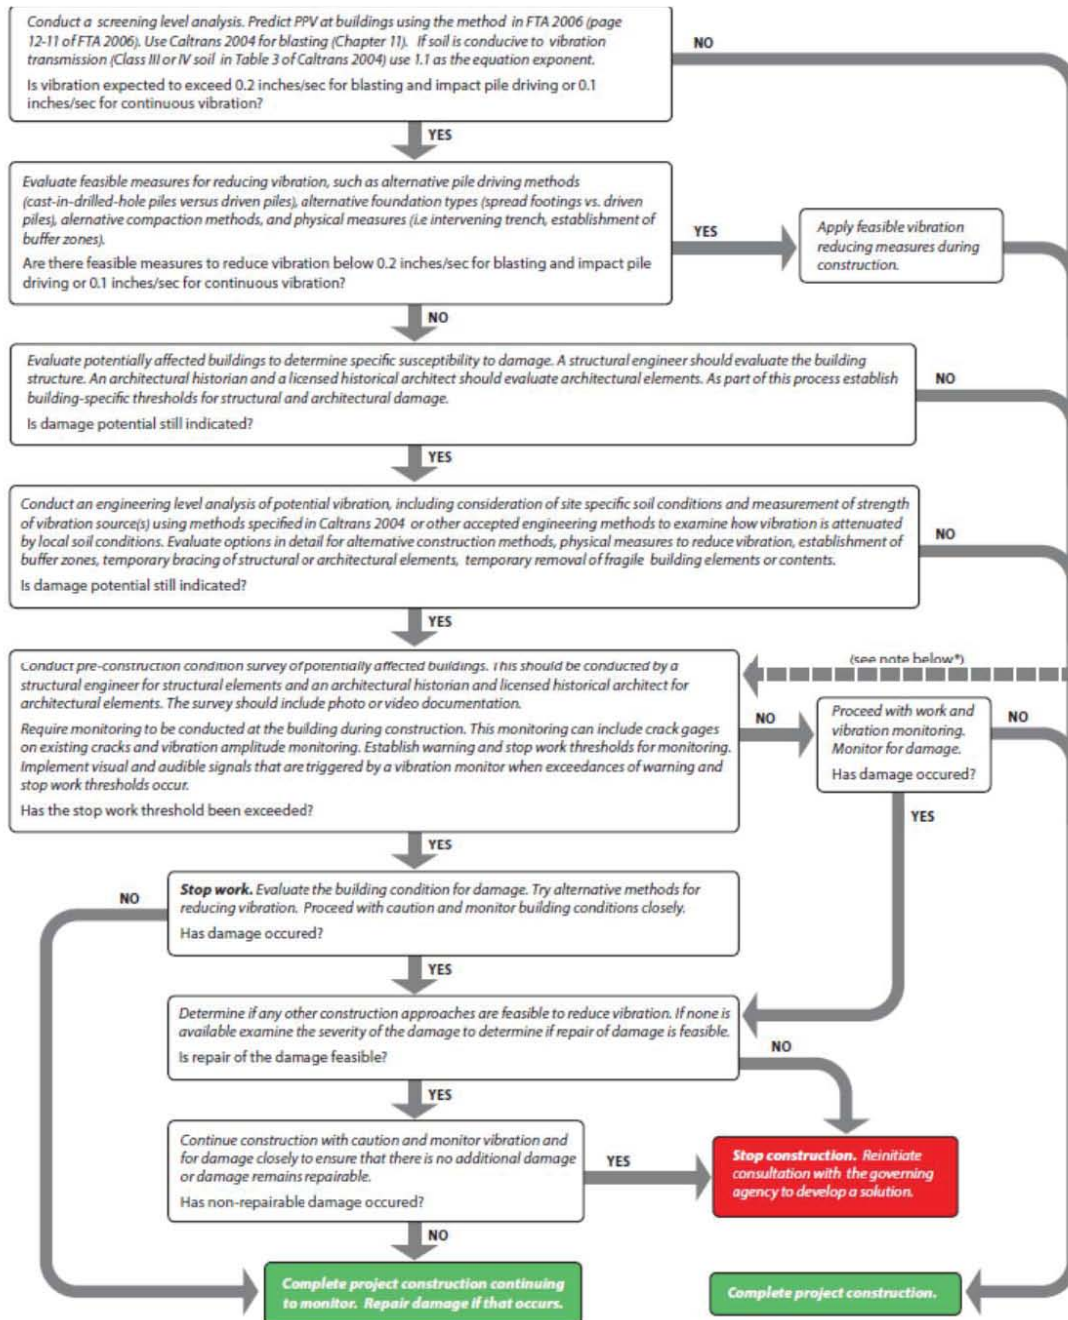 Conduct a screening level analysis. Predict PPV at buildings using the method in FTA 2006 (page
12-11 of FTA 2006). Use Caltrans 2004 for blasting (Chapter 11). If soil is conducive to vibration
transmission (Class III or IV soil in Table 3 of Caltrans 2004) use 1.1 as the equation exponent.
Is vibration expected to exceed 0.2 inches/sec for blasting and impact pile driving or 0.1
inches/sec for continuous vibration?
NO
YES
Evaluate feasible measures for reducing vibration, such as alternative pile driving methods
(cast-in-drilled-hole piles versus driven piles), alternative foundation types (spread footings vs. driven
piles), alernative compaction methods, and physical measures (i.e intervening trench, establishment of
buffer zones).
Are there feasible measures to reduce vibration below 0.2 inches/sec for blasting and impact pile
driving or 0.1 inches/sec for continuous vibration?
YES
Apply feasible vibration
reducing measures during
construction.
NO
Evaluate potentially affected buildings to determine specific susceptibility to damage. A structural engineer should evaluate the building
structure. An architectural historian and a licensed historical architect should evaluate architectural elements. As part of this process establish
building-specific thresholds for structural and architectural damage.
Is damage potential still indicated?
NO
YES
Conduct an engineering level analysis of potential vibration, including consideration of site specific soil conditions and measurement of strength
of vibration source(s) using methods specified in Caltrans 2004 or other accepted engineering methods to examine how vibration is attenuated
by local soil conditions. Evaluate options in detail for alternative construction methods, physical measures to reduce vibration, establishment of
buffer zones, temporary bracing of structural or architectural elements, temporary removal of fragile building elements or contents.
Is damage potential still indicated?
NO
YES
Conduct pre-construction condition survey of potentially affected buildings. This should be conducted by a
structural engineer for structural elements and an architectural historian and licensed historical architect for
architectural elements. The survey should include photo or video documentation.
Require monitoring to be conducted at the building during construction. This monitoring can include crack gages
on existing cracks and vibration amplitude monitoring. Establish warning and stop work thresholds for monitoring.
Implement visual and audible signals that are triggered by a vibration monitor when exceedances of warning and
stop work thresholds occur.
Has the stop work threshold been exceeded?
(see note below*)
NO
Proceed with work and
vibration monitoring.
Monitor for damage.
Has damage occured?
NO
YES
YES
Stop work. Evaluate the building condition for damage. Try alternative methods for
reducing vibration. Proceed with caution and monitor building conditions closely.
Has damage occured?
NO
YES
Determine if any other construction approaches are feasible to reduce vibration. If none is
available examine the severity of the damage to determine if repair of damage is feasible.
Is repair of the damage feasible?
NO
YES
Continue construction with caution and monitor vibration and
for damage closely to ensure that there is no additional damage
or damage remains repairable.
Has non-repairable damage occured?
YES
Stop construction. Reinitiate
consultation with the governing
agency to develop a solution.
NO
Complete project construction continuing
to monitor. Repair damage if that occurs.
Complete project construction.